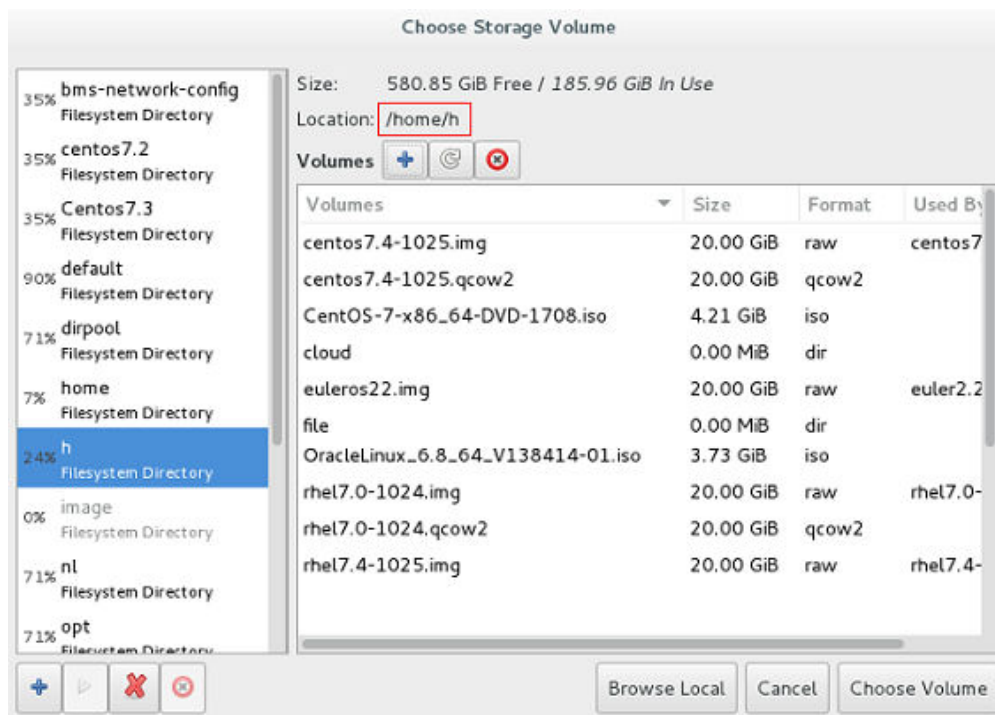 Choose Storage Volume
35% bms-network-config
Filesystem Directory
35% centos7.2
Filesystem Directory
35% Centos7.3
Filesystem Directory
90% default
Filesystem Directory
71% dirpool
Filesystem Directory
7% home
Filesystem Directory
24% h
Filesystem Directory
0% image
Filesystem Directory
71% nl
Filesystem Directory
71% opt
Filesystem Directory
Size: 580.85 GiB Free / 185.96 GiB In Use
Location: /home/h
Volumes
Volumes Size Format Used By
centos7.4-1025.img 20.00 GiB raw centos7
centos7.4-1025.qcow2 20.00 GiB qcow2
CentOS-7-x86_64-DVD-1708.iso 4.21 GiB iso
cloud 0.00 MiB dir
euleros22.img 20.00 GiB raw euler2.2
file 0.00 MiB dir
OracleLinux_6.8_64_V138414-01.iso 3.73 GiB iso
rhel7.0-1024.img 20.00 GiB raw rhel7.0-
rhel7.0-1024.qcow2 20.00 GiB qcow2
rhel7.4-1025.img 20.00 GiB raw rhel7.4-
Browse Local Cancel Choose Volume